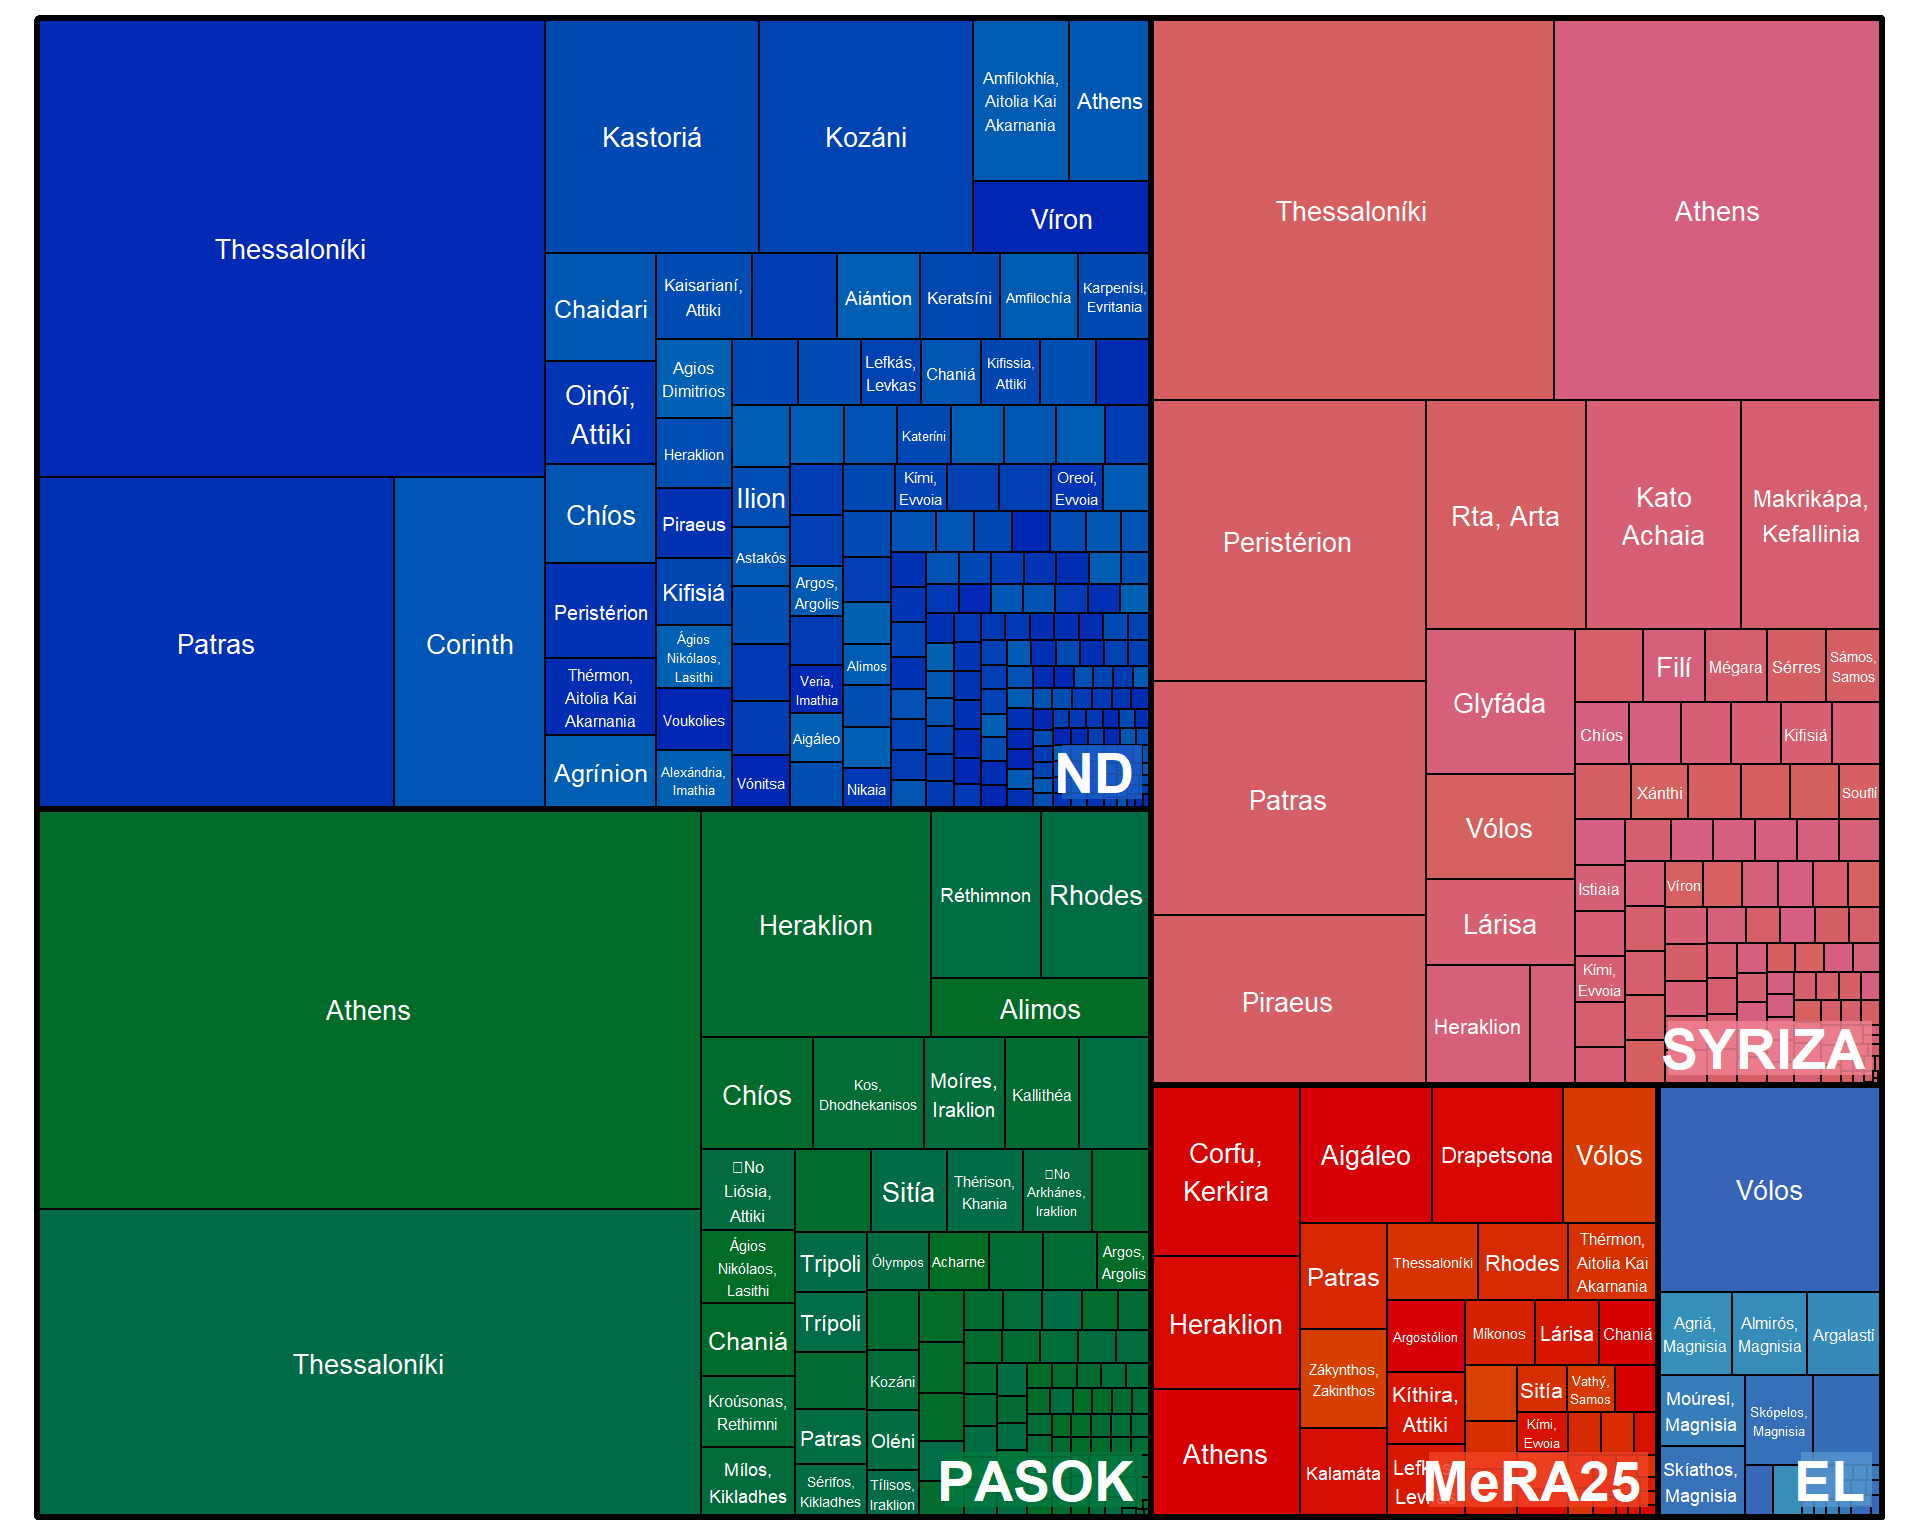 Thessaloníki
Patras
Corinth
Kastoriá
Kozáni
Amfilokhía,
Aitolia Kai
Akarnania
Athens
Víron
Chaidari
Oinóï,
Attiki
Chíos
Peristérion
Thérmon,
Aitolia Kai
Akarnania
Agrínion
Kaisarianí,
Attiki
Aiántion
Keratsíni
Amfilochía
Karpenísi,
Evritania
Agios
Dimitrios
Heraklion
Piraeus
Kifisiá
Ágios
Nikólaos,
Lasithi
Voukolies
Alexándria,
Imathia
Lefkás,
Levkas
Chaniá
Kifissia,
Attiki
Kateríni
Ilion
Astakós
Vónitsa
Kími,
Evvoia
Oreoí,
Evvoia
Argos,
Argolis
Veria,
Imathia
Aigáleo
Alimos
Nikaia
ND
Thessaloníki
Athens
Peristérion
Patras
Piraeus
Rta, Arta
Kato
Achaia
Makrikápa,
Kefallinia
Glyfáda
Vólos
Lárisa
Heraklion
Filí
Mégara
Sérres
Sámos,
Samos
Chíos
Kifisiá
Xánthi
Souflí
Istiaia
Víron
Kími,
Evvoia
SYRIZA
Athens
Thessaloníki
Heraklion
Réthimnon
Rhodes
Alimos
Chíos
Kos,
Dhodhekanisos
Moíres,
Iraklion
Kallithéa
No
Liósia,
Attiki
Sitía
Thérison,
Khania
No
Arkhánes,
Iraklion
Ágios
Nikólaos,
Lasithi
Chaniá
Kroúsonas,
Rethimni
Mílos,
Kikladhes
Tripoli
Ólympos
Acharne
Argos,
Argolis
Trípoli
Kozáni
Patras
Oléni
Sérifos,
Kikladhes
Tílisos,
Iraklion
PASOK
Corfu,
Kerkira
Heraklion
Athens
Aigáleo
Drapetsona
Vólos
Patras
Thessaloníki
Rhodes
Thérmon,
Aitolia Kai
Akarnania
Zákynthos,
Zakinthos
Kalamáta
Argostólion
Míkonos
Lárisa
Chaniá
Kíthira,
Attiki
Sitía
Vathý,
Samos
Kími,
Evvoia
MeRA25
Vólos
Agriá,
Magnisia
Almirós,
Magnisia
Argalastí
Moúresi,
Magnisia
Skópelos,
Magnisia
Skíathos,
Magnisia
EL